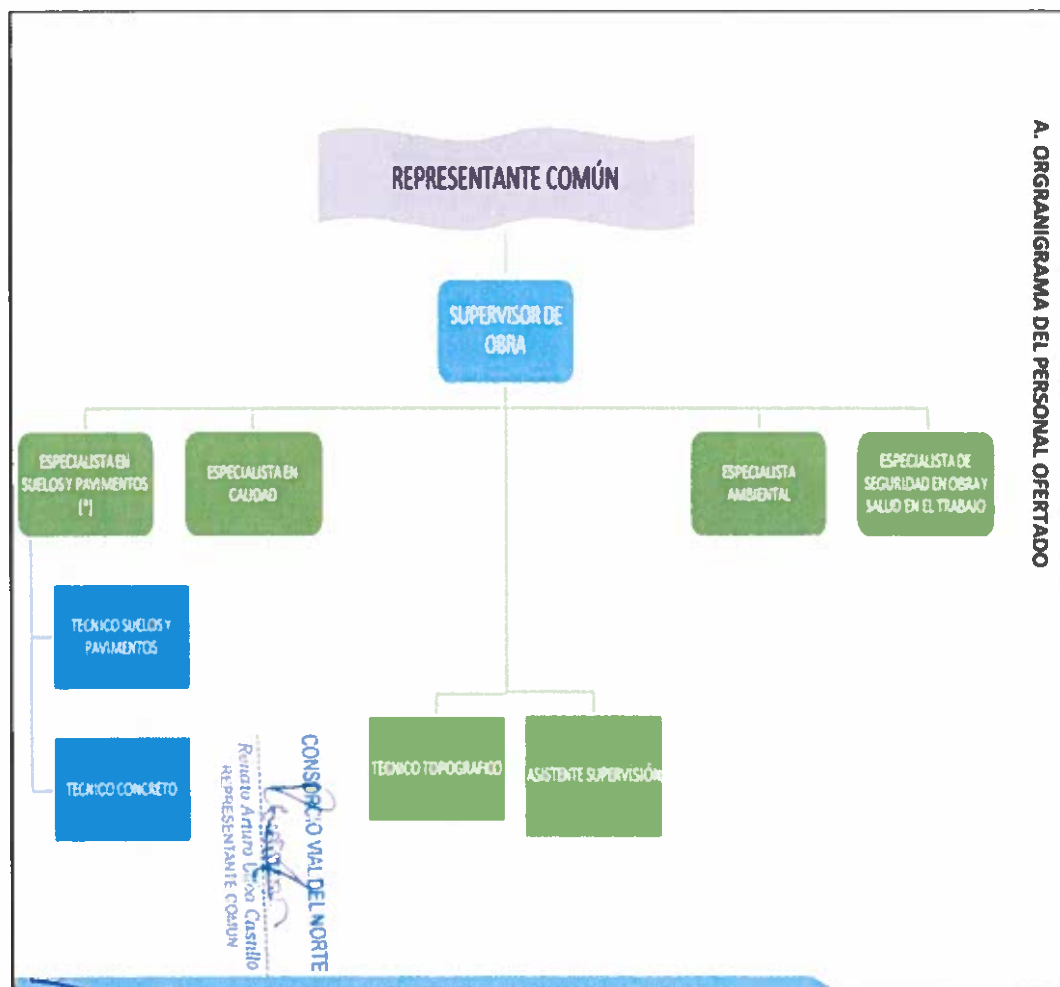 A. ORGRANIGRAMA DEL PERSONAL OFERTADO
REPRESENTANTE COMÚN
SUPERVISOR DE
OBRA
ESPECIALISTA EN
SUELOS Y PAVIMENTOS
(*)
ESPECIALISTA EN
CALIDAD
ESPECIALISTA
AMBIENTAL
ESPECIALISTA DE
SEGURIDAD EN OBRA Y
SALUD EN EL TRABAJO
TECNICO SUELOS Y
PAVIMENTOS
TECNICO CONCRETO
TECNICO TOPOGRAFICO
ASISTENTE SUPERVISIÓN
CONSORCIO VIAL DEL NORTE
Renato Arturo Castillo
REPRESENTANTE COMUN